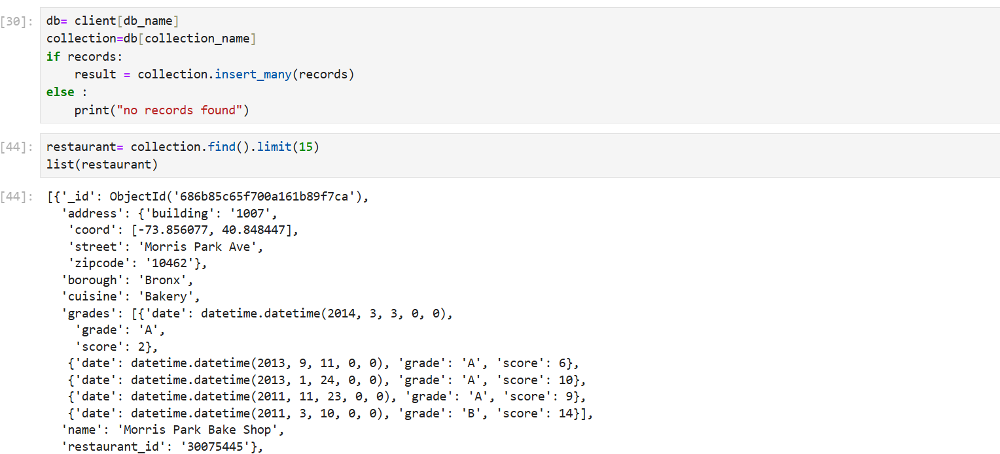 [30]: db= client[db_name]
collection=db[collection_name]
if records:
    result = collection.insert_many(records)
else :
    print("no records found")
[44]: restaurant= collection.find().limit(15)
list(restaurant)
[44]: [{'_id': ObjectId('686b85c65f700a161b89f7ca'),
  'address': {'building': '1007',
   'coord': [-73.856077, 40.848447],
   'street': 'Morris Park Ave',
   'zipcode': '10462'},
  'borough': 'Bronx',
  'cuisine': 'Bakery',
  'grades': [{'date': datetime.datetime(2014, 3, 3, 0, 0),
    'grade': 'A',
    'score': 2},
   {'date': datetime.datetime(2013, 9, 11, 0, 0), 'grade': 'A', 'score': 6},
   {'date': datetime.datetime(2013, 1, 24, 0, 0), 'grade': 'A', 'score': 10},
   {'date': datetime.datetime(2011, 11, 23, 0, 0), 'grade': 'A', 'score': 9},
   {'date': datetime.datetime(2011, 3, 10, 0, 0), 'grade': 'B', 'score': 14}],
  'name': 'Morris Park Bake Shop',
  'restaurant_id': '30075445'},